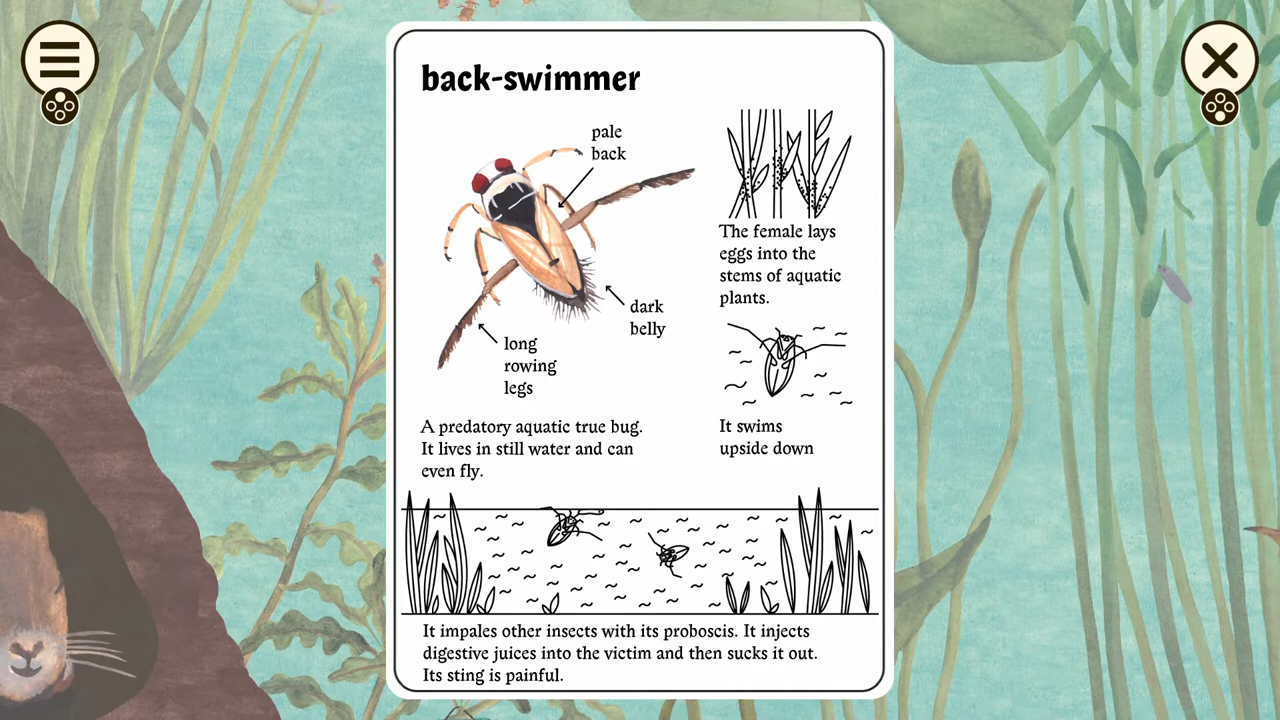 back-swimmer
pale
back
dark
belly
long
rowing
legs
The female lays
eggs into the
stems of aquatic
plants.
It swims
upside down
A predatory aquatic true bug.
It lives in still water and can
even fly.
It impales other insects with its proboscis. It injects
digestive juices into the victim and then sucks it out.
Its sting is painful.